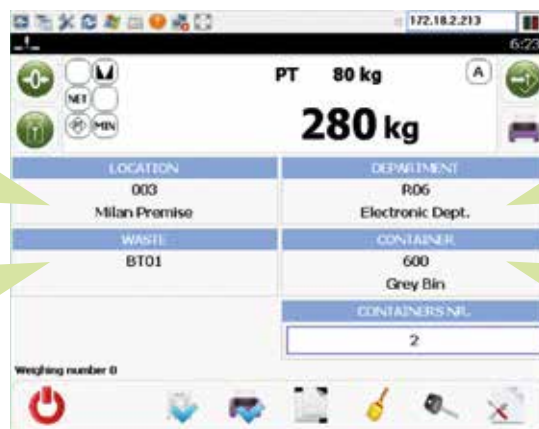 172.18.2.213
6:23
PT 80 kg A
NET
MIN
280 kg
LOCATION
003
Milan Premise
DEPARTMENT
R06
Electronic Dept.
WASTE
BT01
CONTAINER
600
Grey Bin
CONTAINERS NR.
2
Weighing number 0